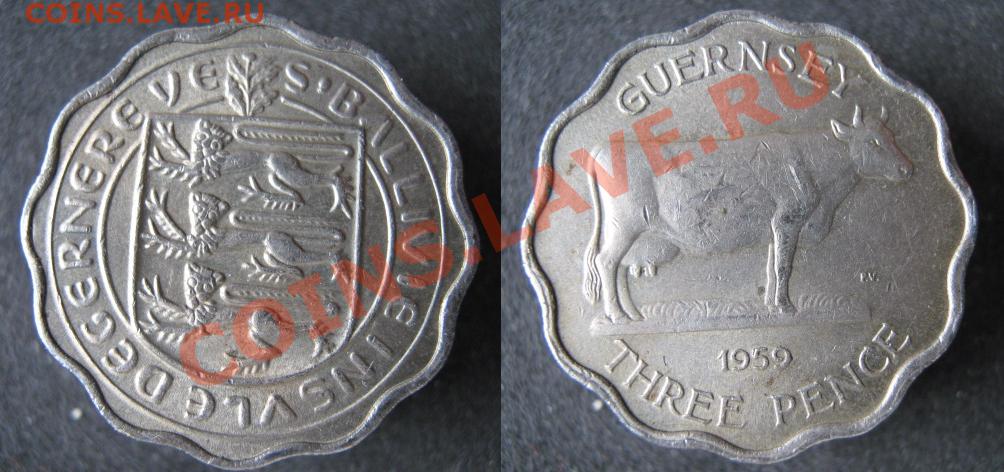 COINS.LAVE.RU
S·BALLIVIE INSVLE DEGERNEREVE
GUERNSEY
P.V.
1959
THREE PENCE
COINS.LAVE.RU